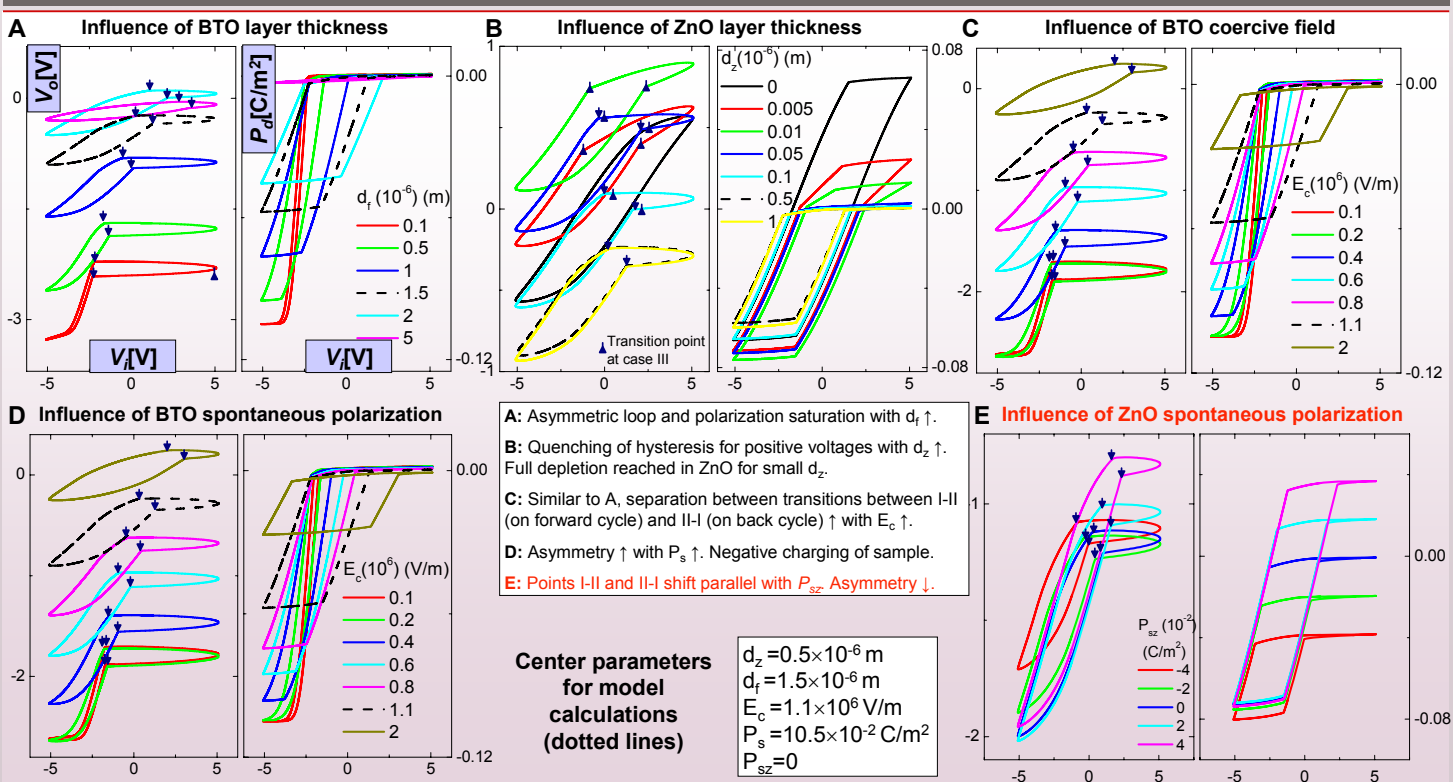 A Influence of BTO layer thickness
V₀[V]
P_d[C/m²]
0
-3
0.00
-0.12
d_f (10⁻⁶) (m)
0.1
0.5
1
1.5
2
5
V_i[V]
V_i[V]
-5 0 5
-5 0 5
B Influence of ZnO layer thickness
1
0
-1
0.08
0.00
-0.08
d_z(10⁻⁶) (m)
0
0.005
0.01
0.05
0.1
0.5
1
Transition point
at case III
-5 0 5
-5 0 5
C Influence of BTO coercive field
0
-2
0.00
-0.12
E_c(10⁶) (V/m)
0.1
0.2
0.4
0.6
0.8
1.1
2
-5 0 5
-5 0 5
D Influence of BTO spontaneous polarization
0
-2
0.00
-0.12
E_c(10⁶) (V/m)
0.1
0.2
0.4
0.6
0.8
1.1
2
-5 0 5
-5 0 5
A: Asymmetric loop and polarization saturation with d_f ↑.
B: Quenching of hysteresis for positive voltages with d_z ↑.
Full depletion reached in ZnO for small d_z.
C: Similar to A, separation between transitions between I-II
(on forward cycle) and II-I (on back cycle) ↑ with E_c ↑.
D: Asymmetry ↑ with P_s ↑. Negative charging of sample.
E: Points I-II and II-I shift parallel with P_sz. Asymmetry ↓.
Center parameters
for model
calculations
(dotted lines)
d_z =0.5×10⁻⁶ m
d_f =1.5×10⁻⁶ m
E_c =1.1×10⁶ V/m
P_s =10.5×10⁻² C/m²
P_sz=0
E Influence of ZnO spontaneous polarization
1
-2
0.00
-0.08
P_sz (10⁻²)
(C/m²)
-4
-2
0
2
4
-5 0 5
-5 0 5